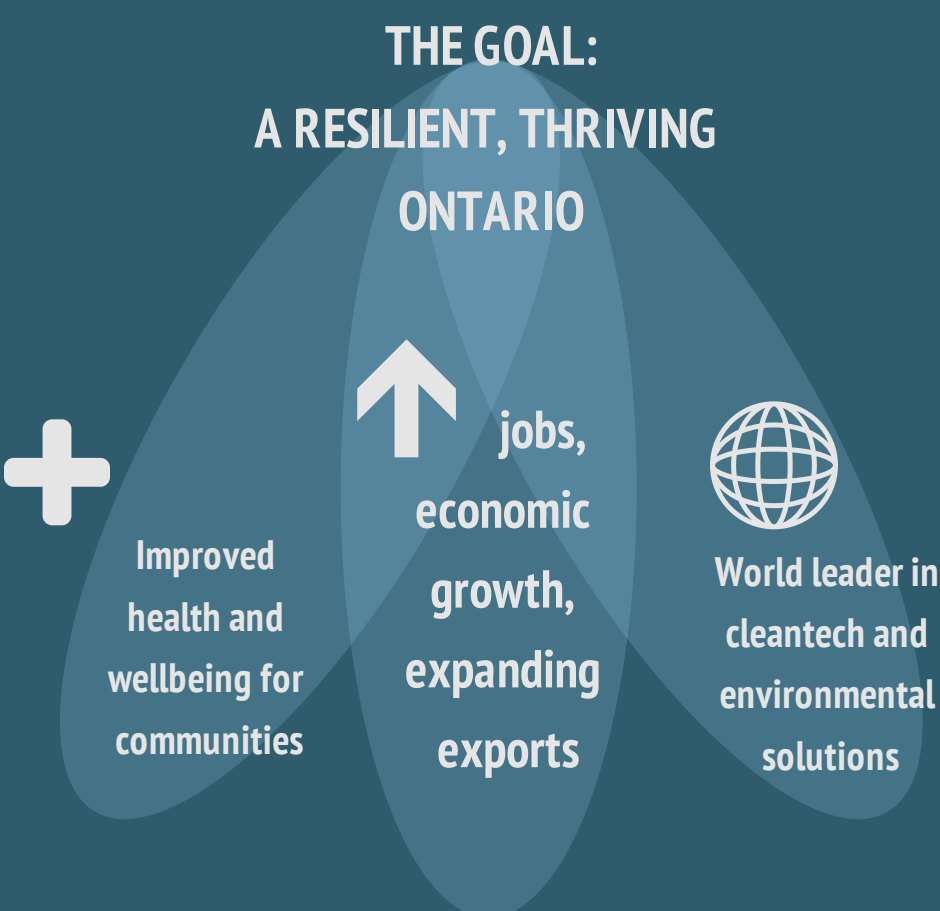 THE GOAL:
A RESILIENT, THRIVING
ONTARIO
Improved
health and
wellbeing for
communities
jobs,
economic
growth,
expanding
exports
World leader in
cleantech and
environmental
solutions